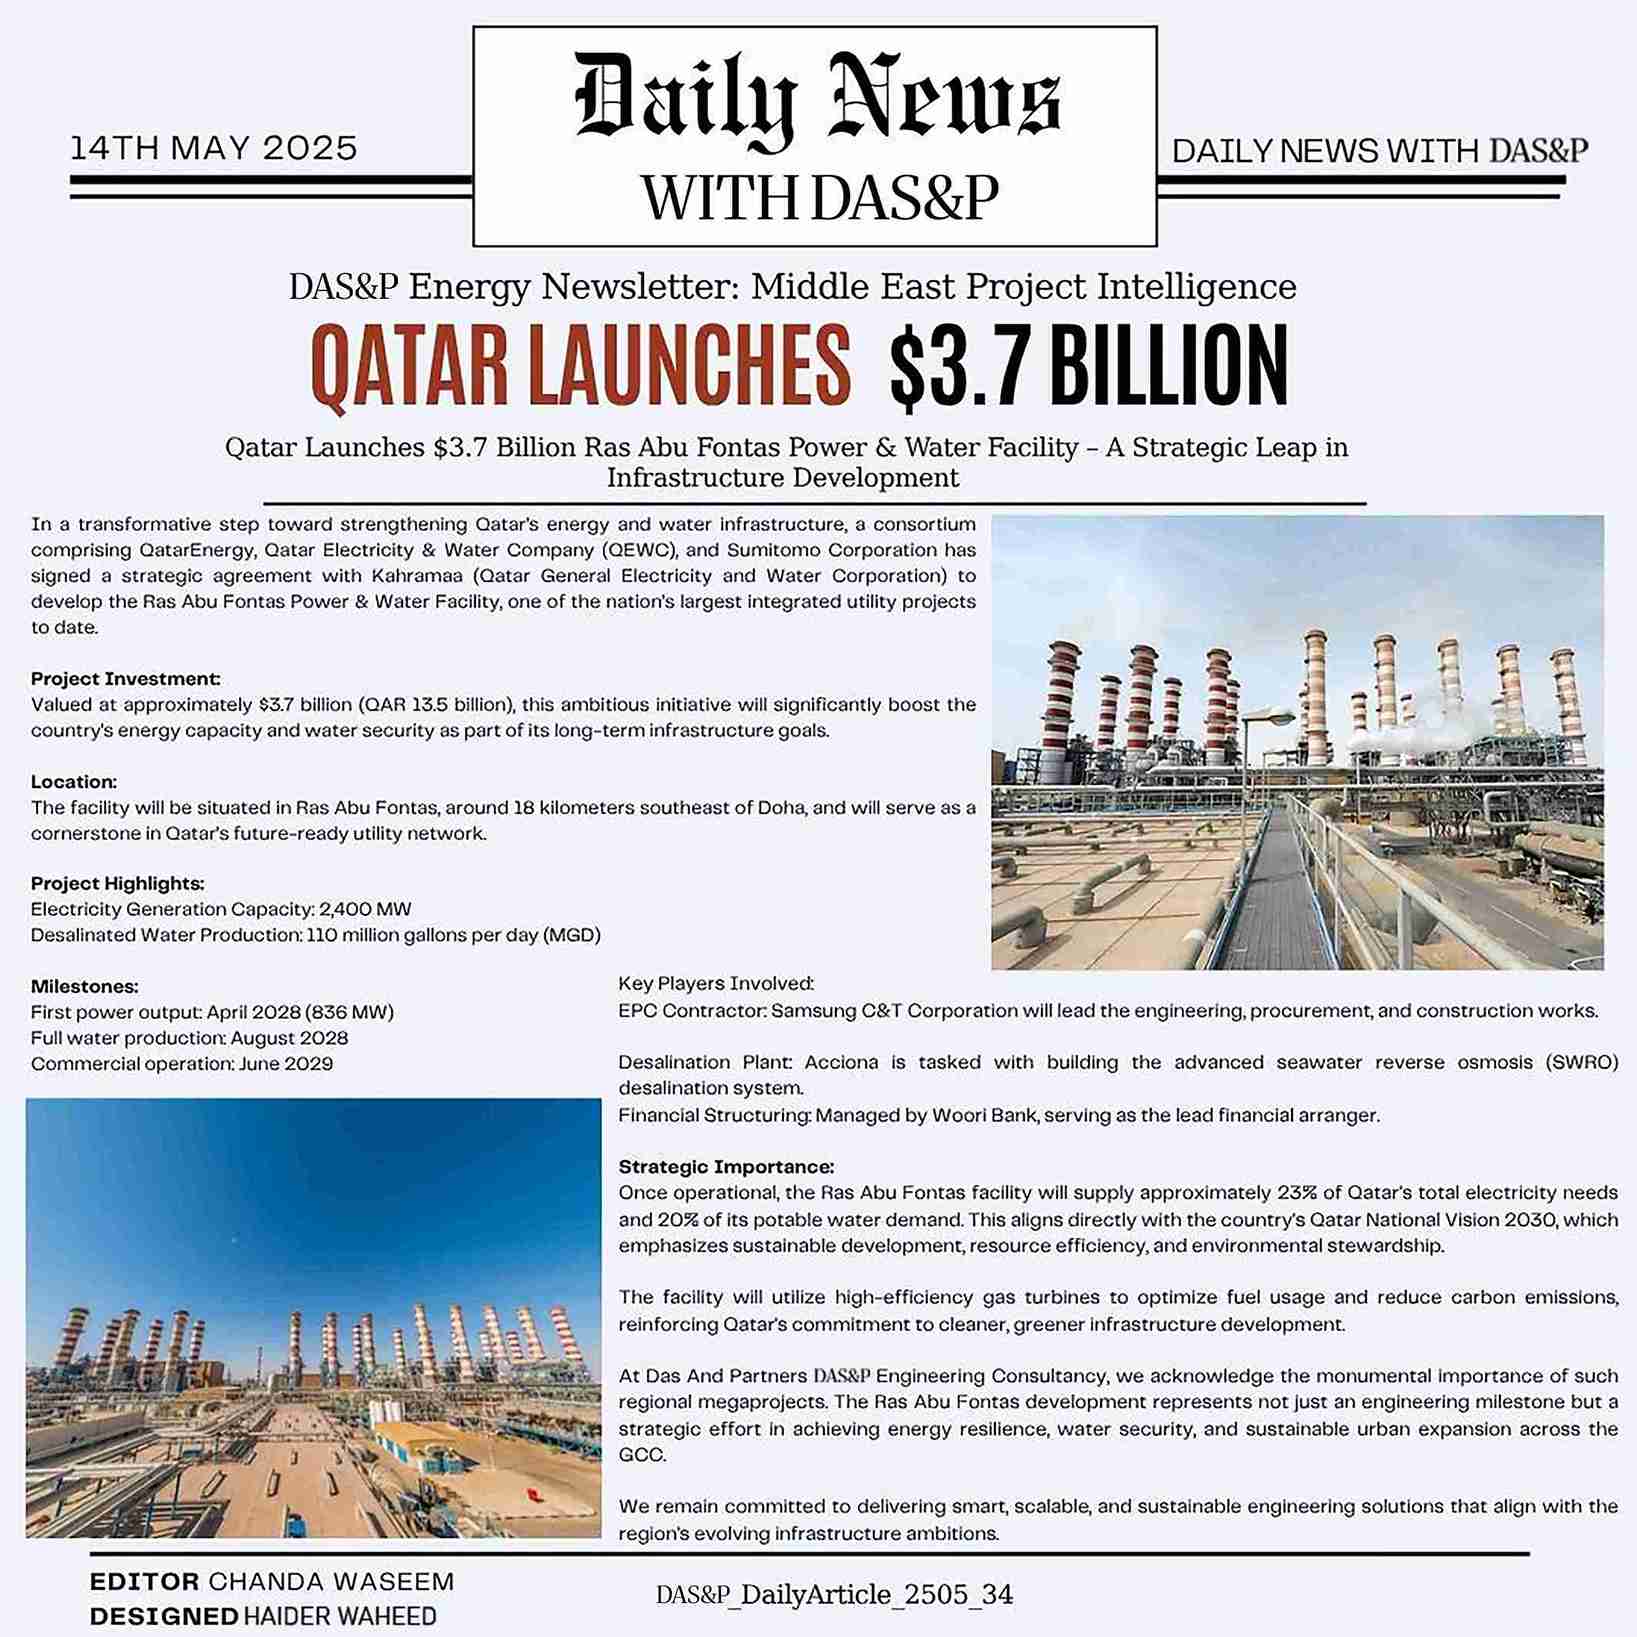 14TH MAY 2025
Daily News
WITH DAS&P
DAILY NEWS WITH DAS&P
DAS&P Energy Newsletter: Middle East Project Intelligence
QATAR LAUNCHES $3.7 BILLION
Qatar Launches $3.7 Billion Ras Abu Fontas Power & Water Facility – A Strategic Leap in
Infrastructure Development
In a transformative step toward strengthening Qatar's energy and water infrastructure, a consortium
comprising QatarEnergy, Qatar Electricity & Water Company (QEWC), and Sumitomo Corporation has
signed a strategic agreement with Kahramaa (Qatar General Electricity and Water Corporation) to
develop the Ras Abu Fontas Power & Water Facility, one of the nation's largest integrated utility projects
to date.
Project Investment:
Valued at approximately $3.7 billion (QAR 13.5 billion), this ambitious initiative will significantly boost the
country's energy capacity and water security as part of its long-term infrastructure goals.
Location:
The facility will be situated in Ras Abu Fontas, around 18 kilometers southeast of Doha, and will serve as a
cornerstone in Qatar's future-ready utility network.
Project Highlights:
Electricity Generation Capacity: 2,400 MW
Desalinated Water Production: 110 million gallons per day (MGD)
Milestones:
First power output: April 2028 (836 MW)
Full water production: August 2028
Commercial operation: June 2029
Key Players Involved:
EPC Contractor: Samsung C&T Corporation will lead the engineering, procurement, and construction works.
Desalination Plant: Acciona is tasked with building the advanced seawater reverse osmosis (SWRO)
desalination system.
Financial Structuring: Managed by Woori Bank, serving as the lead financial arranger.
Strategic Importance:
Once operational, the Ras Abu Fontas facility will supply approximately 23% of Qatar's total electricity needs
and 20% of its potable water demand. This aligns directly with the country's Qatar National Vision 2030, which
emphasizes sustainable development, resource efficiency, and environmental stewardship.
The facility will utilize high-efficiency gas turbines to optimize fuel usage and reduce carbon emissions,
reinforcing Qatar's commitment to cleaner, greener infrastructure development.
At Das And Partners DAS&P Engineering Consultancy, we acknowledge the monumental importance of such
regional megaprojects. The Ras Abu Fontas development represents not just an engineering milestone but a
strategic effort in achieving energy resilience, water security, and sustainable urban expansion across the
GCC.
We remain committed to delivering smart, scalable, and sustainable engineering solutions that align with the
region's evolving infrastructure ambitions.
EDITOR CHANDA WASEEM
DESIGNED HAIDER WAHEED
DAS&P_DailyArticle_2505_34